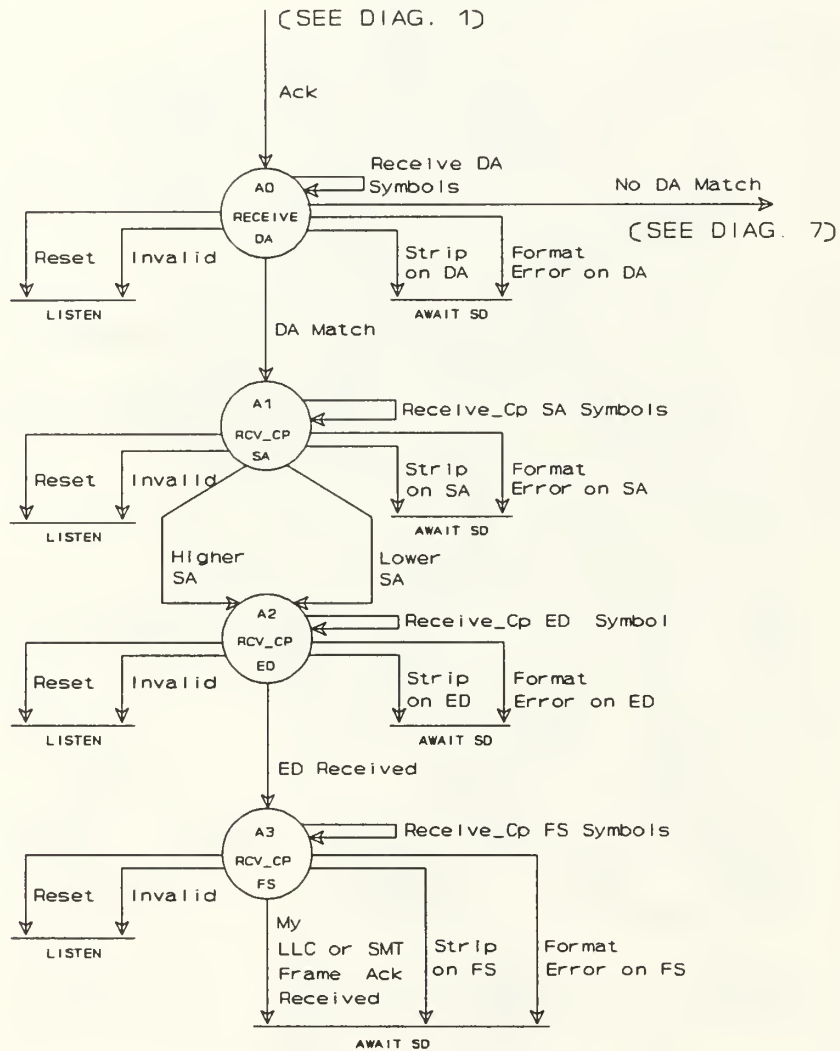 (SEE DIAG. 1)
Ack
A0
RECEIVE
DA
Receive DA
Symbols
No DA Match
(SEE DIAG. 7)
Reset
Invalid
Strip
on DA
Format
Error on DA
LISTEN
AWAIT SD
DA Match
A1
RCV_CP
SA
Receive_Cp SA Symbols
Reset
Invalid
Strip
on SA
Format
Error on SA
LISTEN
AWAIT SD
Higher
SA
Lower
SA
A2
RCV_CP
ED
Receive_Cp ED Symbol
Reset
Invalid
Strip
on ED
Format
Error on ED
LISTEN
AWAIT SD
ED Received
A3
RCV_CP
FS
Receive_Cp FS Symbols
Reset
Invalid
LISTEN
My
LLC or SMT
Frame Ack
Received
Strip
on FS
Format
Error on FS
AWAIT SD